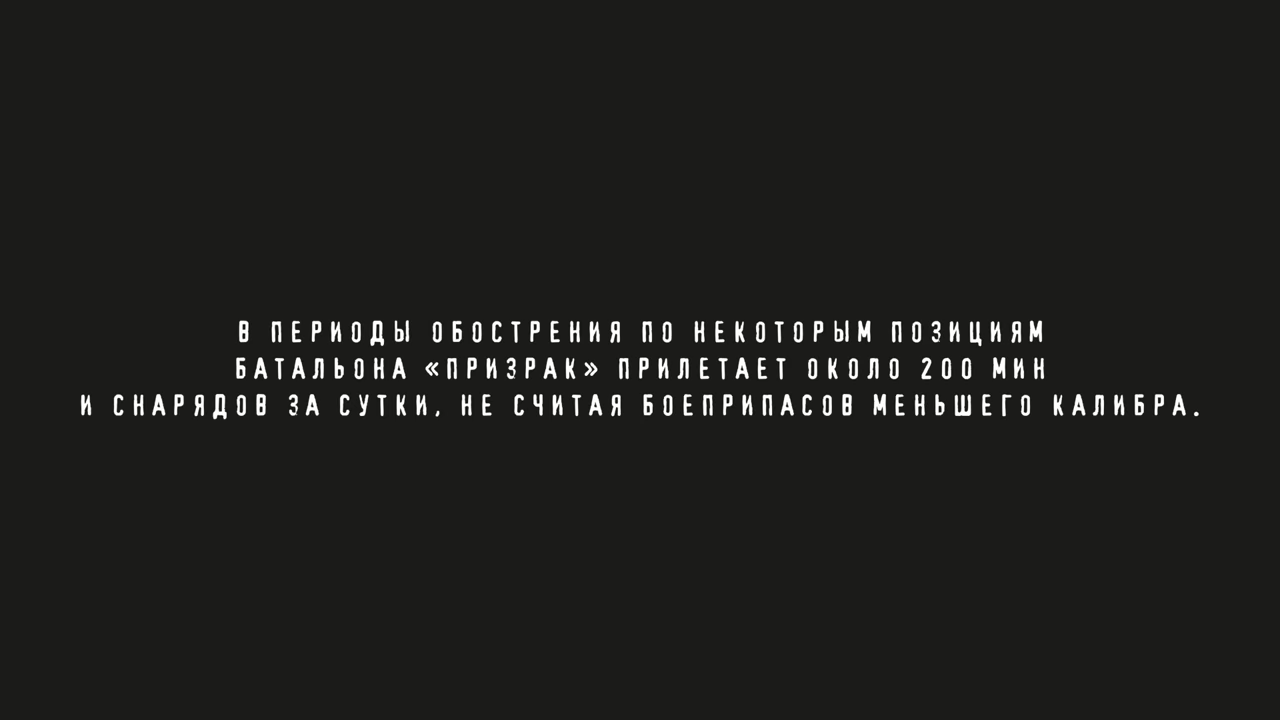 В ПЕРИОДЫ ОБОСТРЕНИЯ ПО НЕКОТОРЫМ ПОЗИЦИЯМ
БАТАЛЬОНА «ПРИЗРАК» ПРИЛЕТАЕТ ОКОЛО 200 МИН
И СНАРЯДОВ ЗА СУТКИ, НЕ СЧИТАЯ БОЕПРИПАСОВ МЕНЬШЕГО КАЛИБРА.